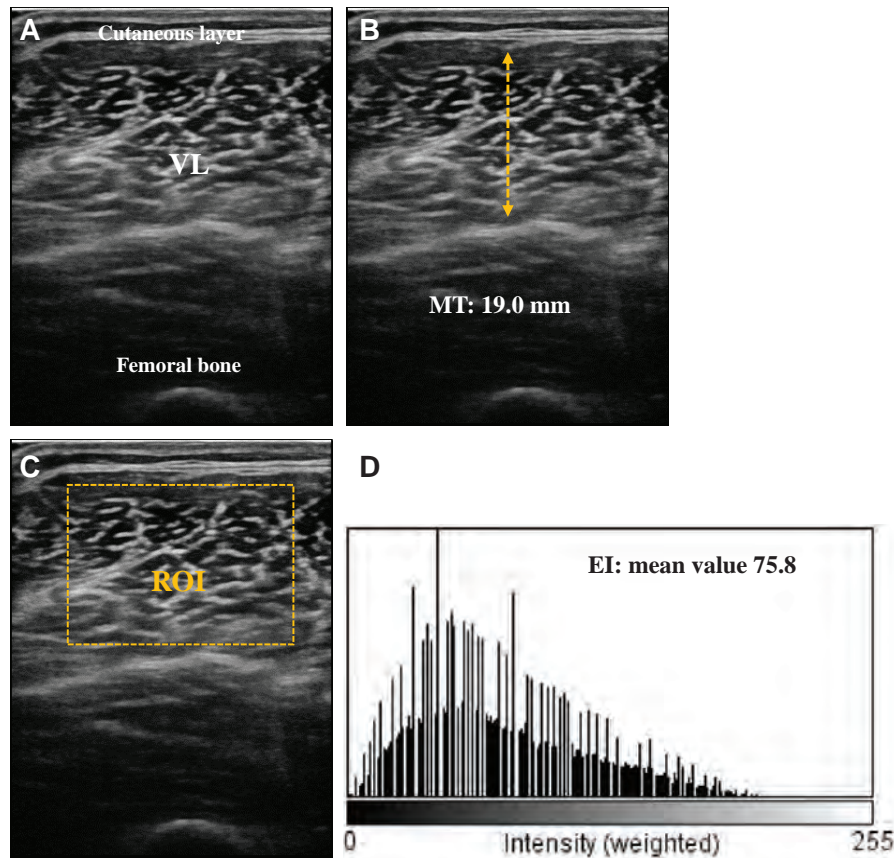 A
Cutaneous layer
VL
Femoral bone
B
MT: 19.0 mm
C
ROI
D
EI: mean value 75.8
0
Intensity (weighted)
255